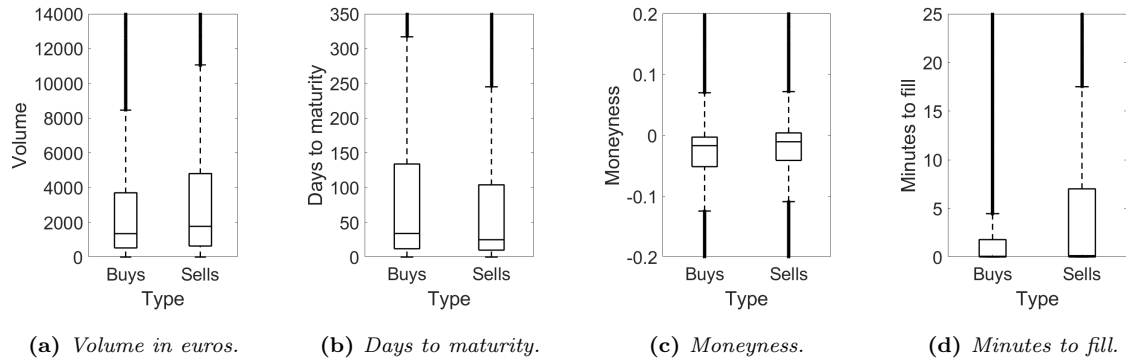 14000
12000
10000
8000
6000
4000
2000
0
Volume
Buys Sells
Type
(a) Volume in euros.
350
300
250
200
150
100
50
0
Days to maturity
Buys Sells
Type
(b) Days to maturity.
0.2
0.1
0
-0.1
-0.2
Moneyness
Buys Sells
Type
(c) Moneyness.
25
20
15
10
5
0
Minutes to fill
Buys Sells
Type
(d) Minutes to fill.